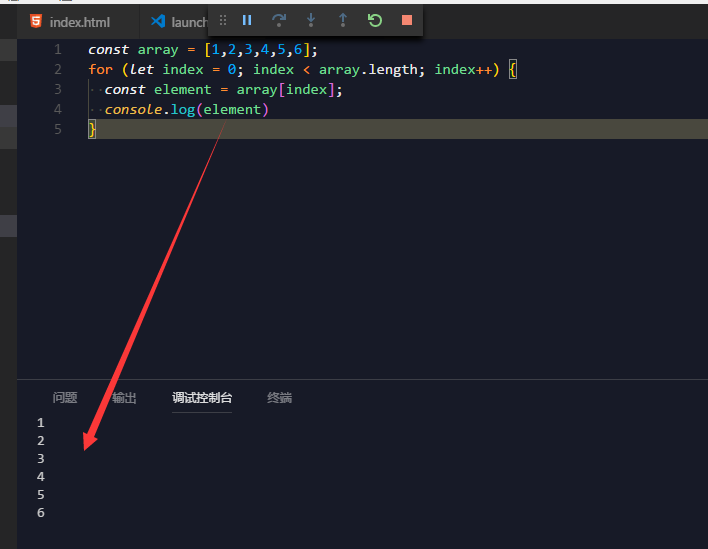 index.html launch
1 const array = [1,2,3,4,5,6];
2 for (let index = 0; index < array.length; index++) {
3 const element = array[index];
4 console.log(element)
5 }
问题 输出 调试控制台 终端
1
2
3
4
5
6